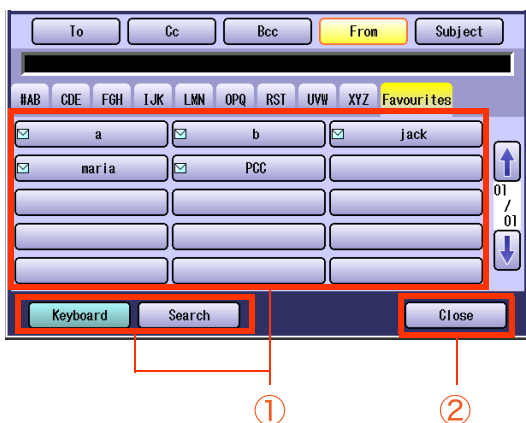 To Cc Bcc From Subject
#AB CDE FGH IJK LMN OPQ RST UVW XYZ Favourites
a b jack
maria PCC
01
/
01
Keyboard Search Close
① ②